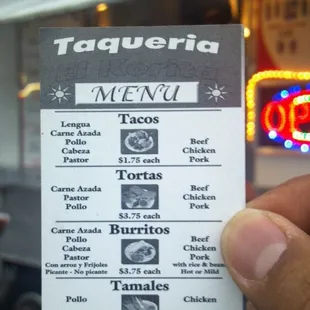 Taqueria
MENU
Tacos
Lengua
Carne Azada
Pollo
Cabeza
Pastor
$1.75 each
Beef
Chicken
Pork
Tortas
Carne Azada
Pastor
Pollo
$3.75 each
Beef
Chicken
Pork
Burritos
Carne Azada
Pollo
Cabeza
Con arroz y Frijoles
Picante - No picante
$3.75 each
Beef
Chicken
Pork
with rice & beans
Hot or Mild
Tamales
Pollo
Chicken
OP